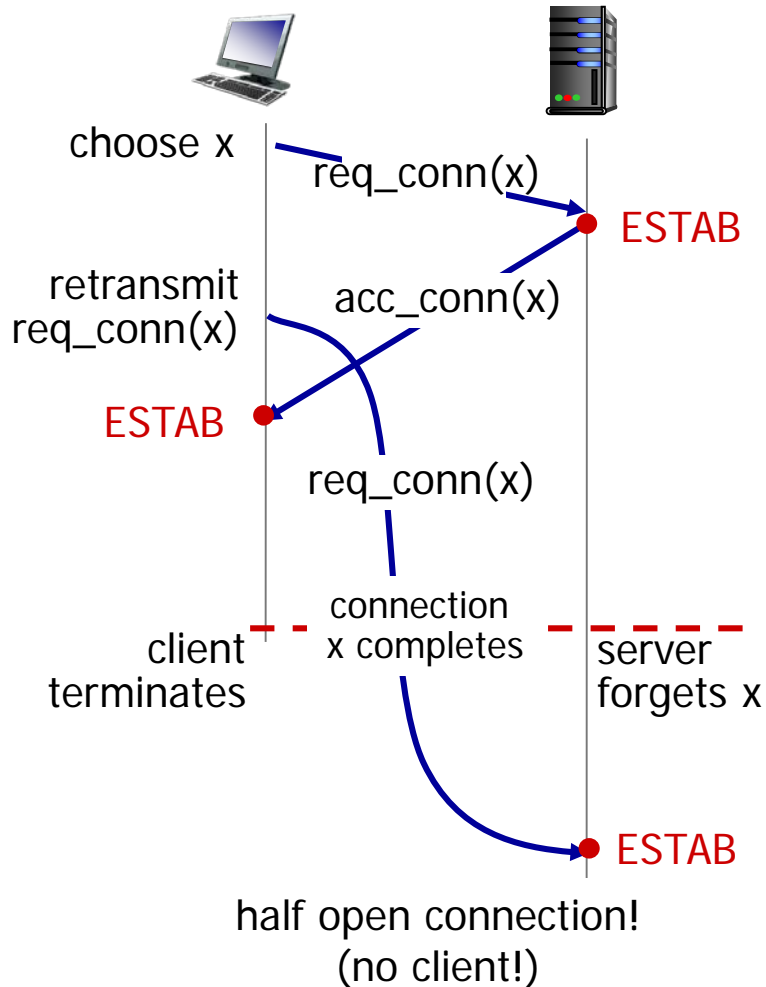 choose x
req_conn(x)
ESTAB
retransmit
req_conn(x)
acc_conn(x)
ESTAB
req_conn(x)
connection
x completes
client
terminates
server
forgets x
ESTAB
half open connection!
(no client!)